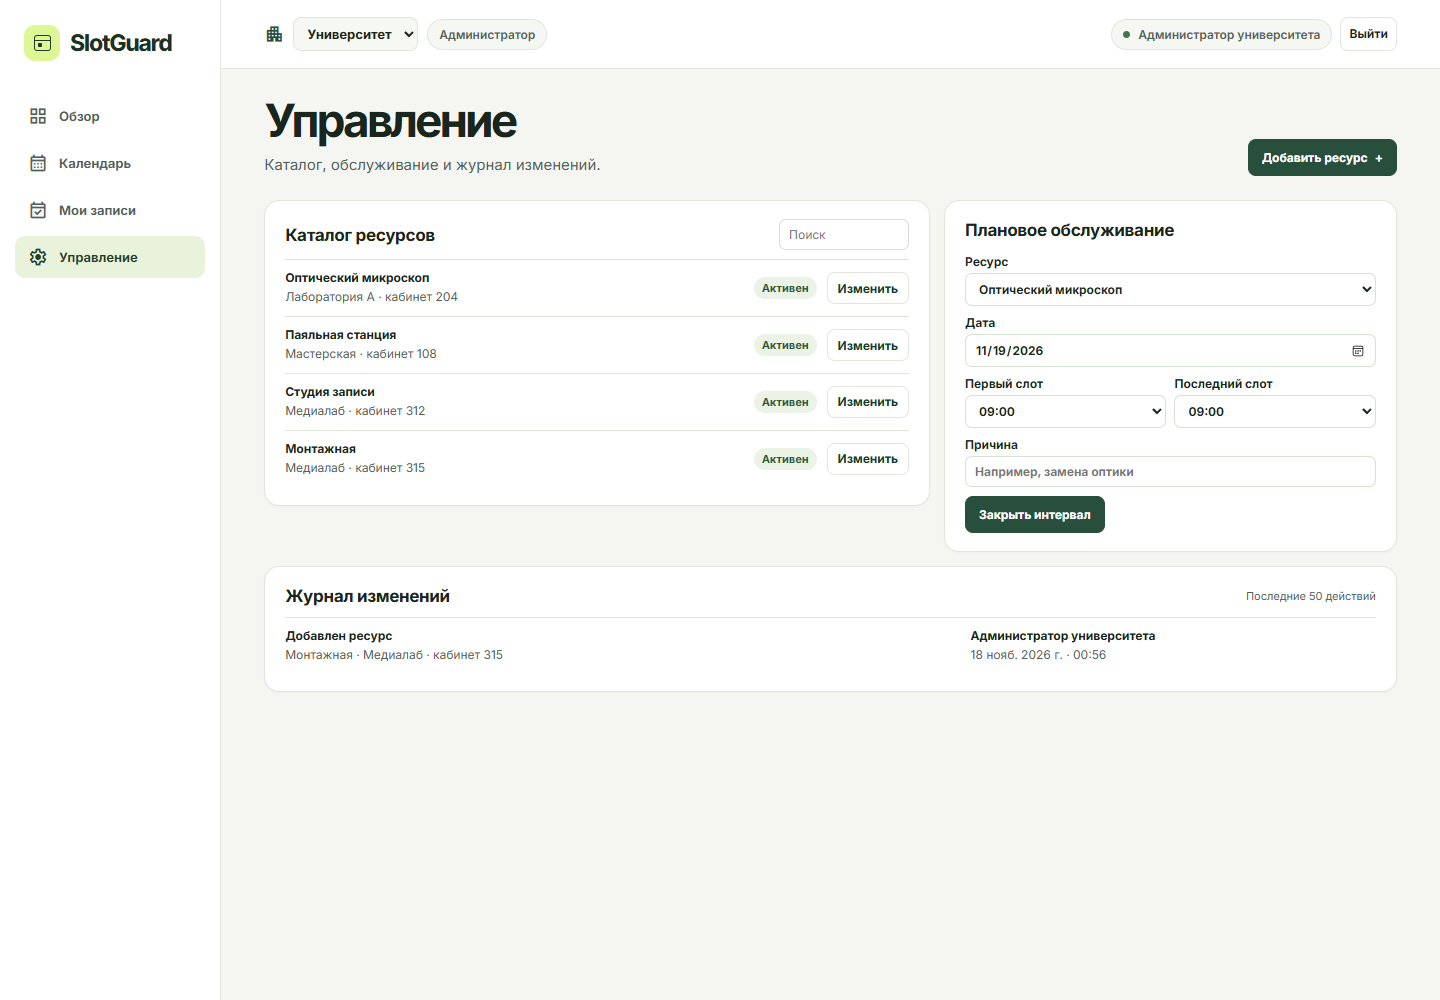 SlotGuard
Обзор
Календарь
Мои записи
Управление
Университет
Администратор
Администратор университета
Выйти
Управление
Каталог, обслуживание и журнал изменений.
Добавить ресурс +
Каталог ресурсов
Поиск
Оптический микроскоп
Лаборатория А · кабинет 204
Активен
Изменить
Паяльная станция
Мастерская · кабинет 108
Активен
Изменить
Студия записи
Медиалаб · кабинет 312
Активен
Изменить
Монтажная
Медиалаб · кабинет 315
Активен
Изменить
Плановое обслуживание
Ресурс
Оптический микроскоп
Дата
11/19/2026
Первый слот
Последний слот
09:00
09:00
Причина
Например, замена оптики
Закрыть интервал
Журнал изменений
Последние 50 действий
Добавлен ресурс
Монтажная · Медиалаб · кабинет 315
Администратор университета
18 нояб. 2026 г. · 00:56